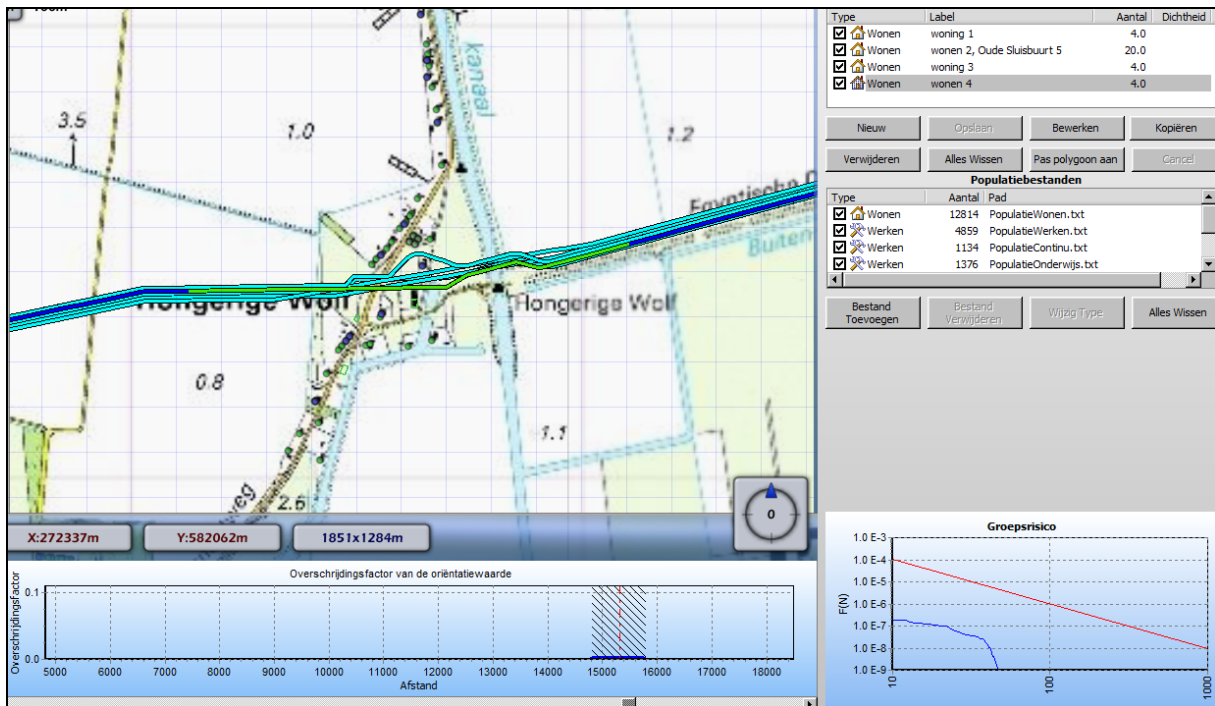 Type Label Aantal Dichtheid
Wonen woning 1 4.0
Wonen wonen 2, Oude Sluisbuurt 5 20.0
Wonen woning 3 4.0
Wonen wonen 4 4.0
Nieuw Opslaan Bewerken Kopiëren
Verwijderen Alles Wissen Pas polygoon aan Cancel
Populatiebestanden
Type Aantal Pad
Wonen 12814 PopulatieWonen.txt
Werken 4859 PopulatieWerken.txt
Werken 1134 PopulatieContinu.txt
Werken 1376 PopulatieOnderwijs.txt
Bestand Toevoegen Bestand Verwijderen Wijzig Type Alles Wissen
kanaal
3.5
1.0
1.2
Egyptische
Buiten
Hongerige Wolf
Hongerige Wolf
0.8
1.1
weg
2.6
0
X:272337m Y:582062m 1851x1284m
Overschrijdingsfactor van de oriëntatiewaarde
Overschrijdingsfactor
0.1
0.0
5000 6000 7000 8000 9000 10000 11000 12000 13000 14000 15000 16000 17000 18000
Afstand
Groepsrisico
F(N)
1.0 E-3
1.0 E-4
1.0 E-5
1.0 E-6
1.0 E-7
1.0 E-8
1.0 E-9
10 100 1000